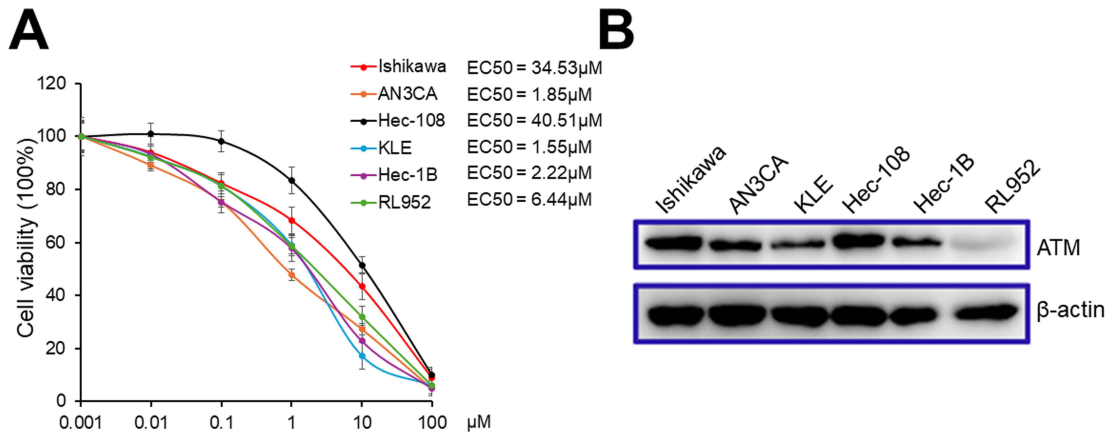 A
B
Cell viability (100%)
120
100
80
60
40
20
0
0.001 0.01 0.1 1 10 100 µM
Ishikawa EC50 = 34.53µM
AN3CA EC50 = 1.85µM
Hec-108 EC50 = 40.51µM
KLE EC50 = 1.55µM
Hec-1B EC50 = 2.22µM
RL952 EC50 = 6.44µM
Ishikawa AN3CA KLE Hec-108 Hec-1B RL952
ATM
β-actin